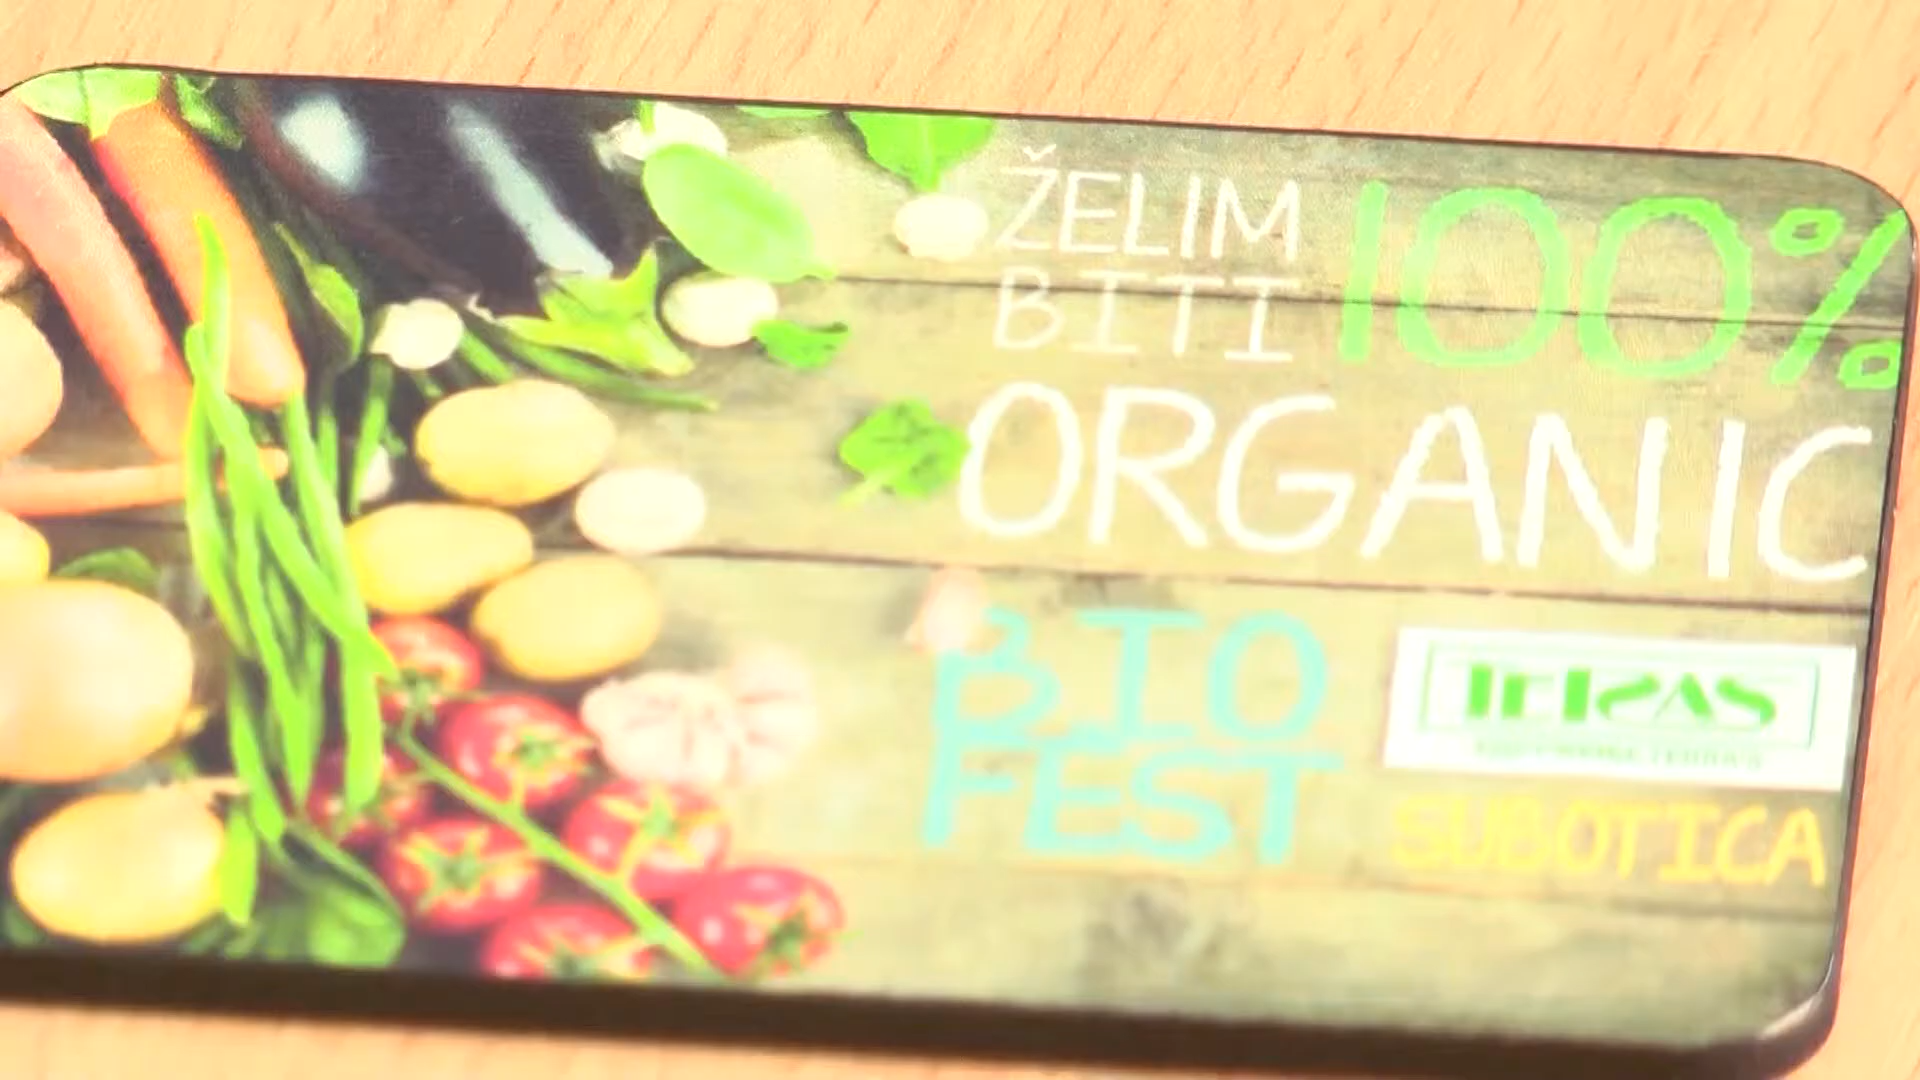 ŽELIM 100%
BITI
ORGANIC
BIO
FEST
SUBOTICA